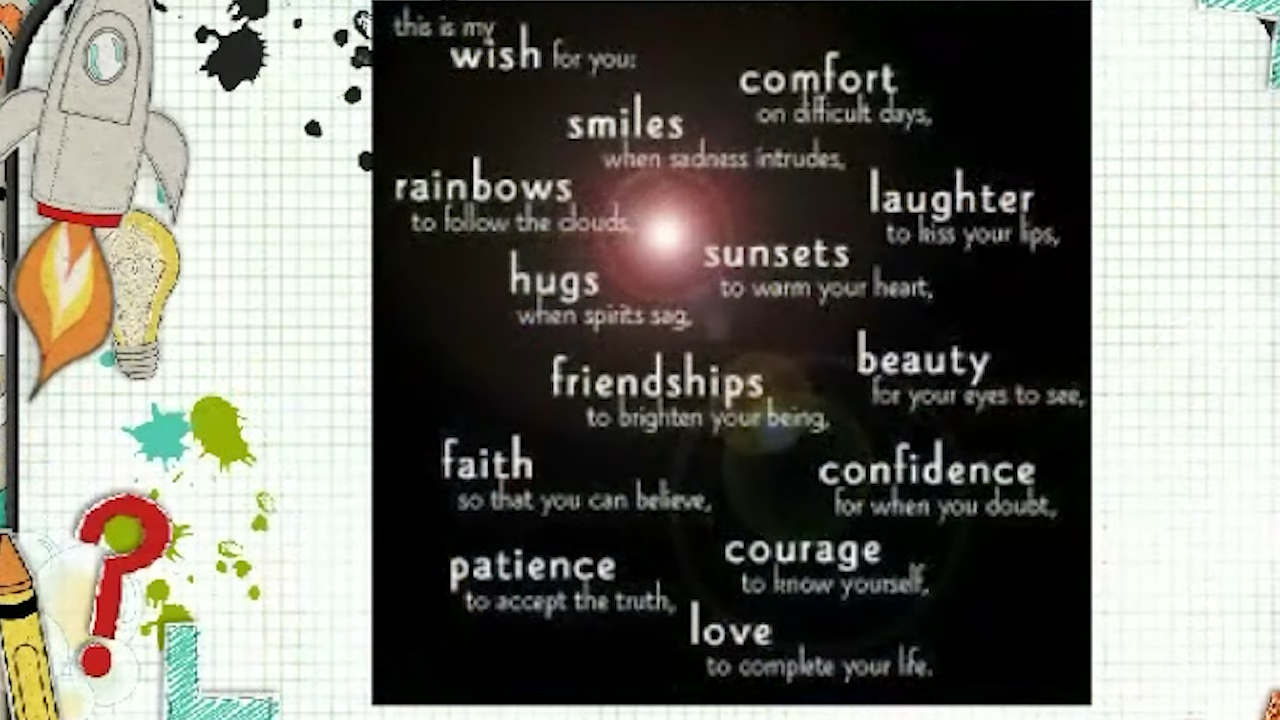 this is my
wish for you:
comfort
on difficult days,
smiles
when sadness intrudes,
rainbows
to follow the clouds,
laughter
to kiss your lips,
sunsets
to warm your heart,
hugs
when spirits sag,
beauty
for your eyes to see,
friendships
to brighten your being,
faith
so that you can believe,
confidence
for when you doubt,
courage
to know yourself,
patience
to accept the truth,
love
to complete your life.